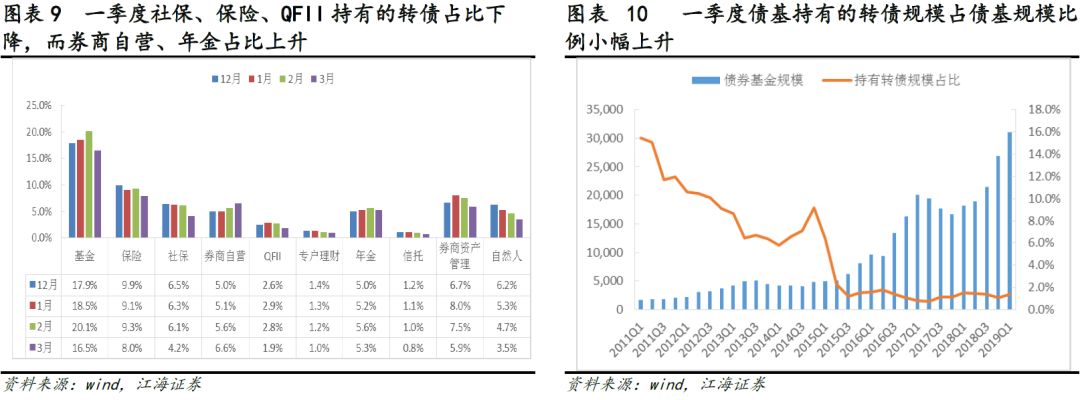 图表 9 一季度社保、保险、QFII 持有的转债占比下
降，而券商自营、年金占比上升
12月 1月 2月 3月
25.0%
20.0%
15.0%
10.0%
5.0%
0.0%
基金 保险 社保 券商自营 QFII 专户理财 年金 信托 券商资产管理 自然人
12月 17.9% 9.9% 6.5% 5.0% 2.6% 1.4% 5.0% 1.2% 6.7% 6.2%
1月 18.5% 9.1% 6.3% 5.1% 2.9% 1.3% 5.2% 1.1% 8.0% 5.3%
2月 20.1% 9.3% 6.1% 5.6% 2.8% 1.2% 5.6% 1.0% 7.5% 4.7%
3月 16.5% 8.0% 4.2% 6.6% 1.9% 1.0% 5.3% 0.8% 5.9% 3.5%
资料来源：wind，江海证券
图表 10 一季度债基持有的转债规模占债基规模比
例小幅上升
债券基金规模 持有转债规模占比
35,000 18.0%
30,000 16.0%
25,000 14.0%
20,000 12.0%
15,000 10.0%
10,000 8.0%
5,000 6.0%
0 4.0%
2.0%
0.0%
2011Q1 2011Q3 2012Q1 2012Q3 2013Q1 2013Q3 2014Q1 2014Q3 2015Q1 2015Q3 2016Q1 2016Q3 2017Q1 2017Q3 2018Q1 2018Q3 2019Q1
资料来源：wind，江海证券